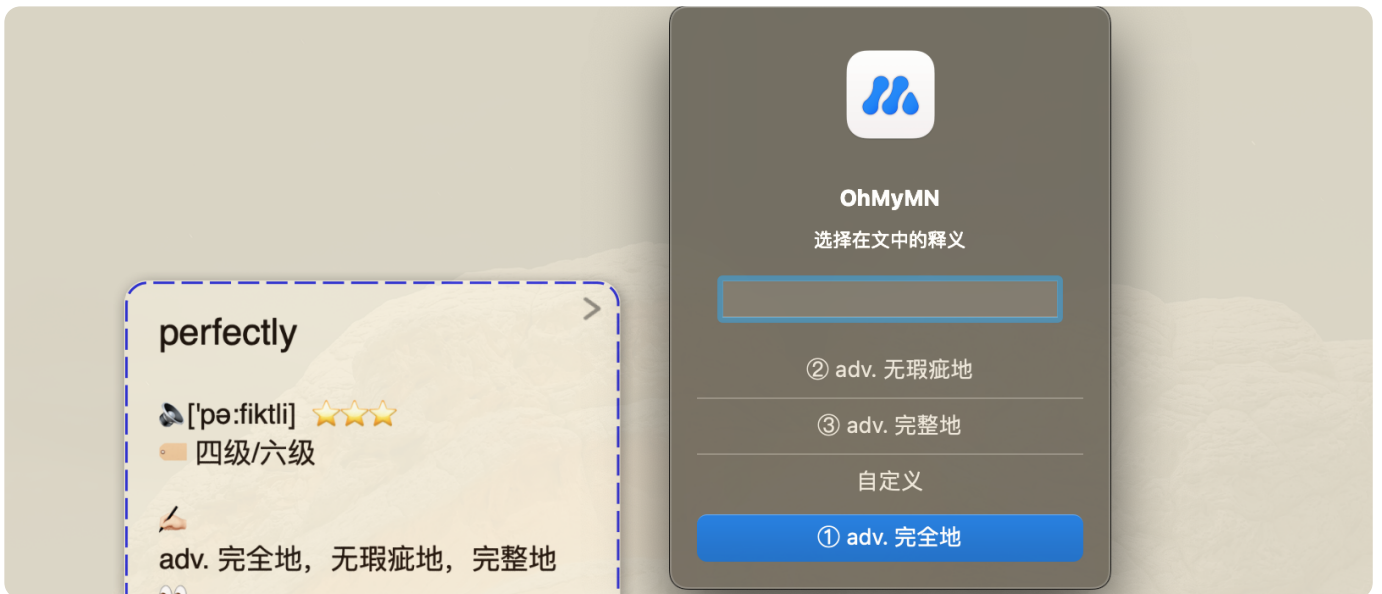 perfectly
🔈['pə:fiktli] ⭐⭐⭐
🏷️ 四级/六级
✍🏻
adv. 完全地，无瑕疵地，完整地
OhMyMN
选择在文中的释义
② adv. 无瑕疵地
③ adv. 完整地
自定义
① adv. 完全地